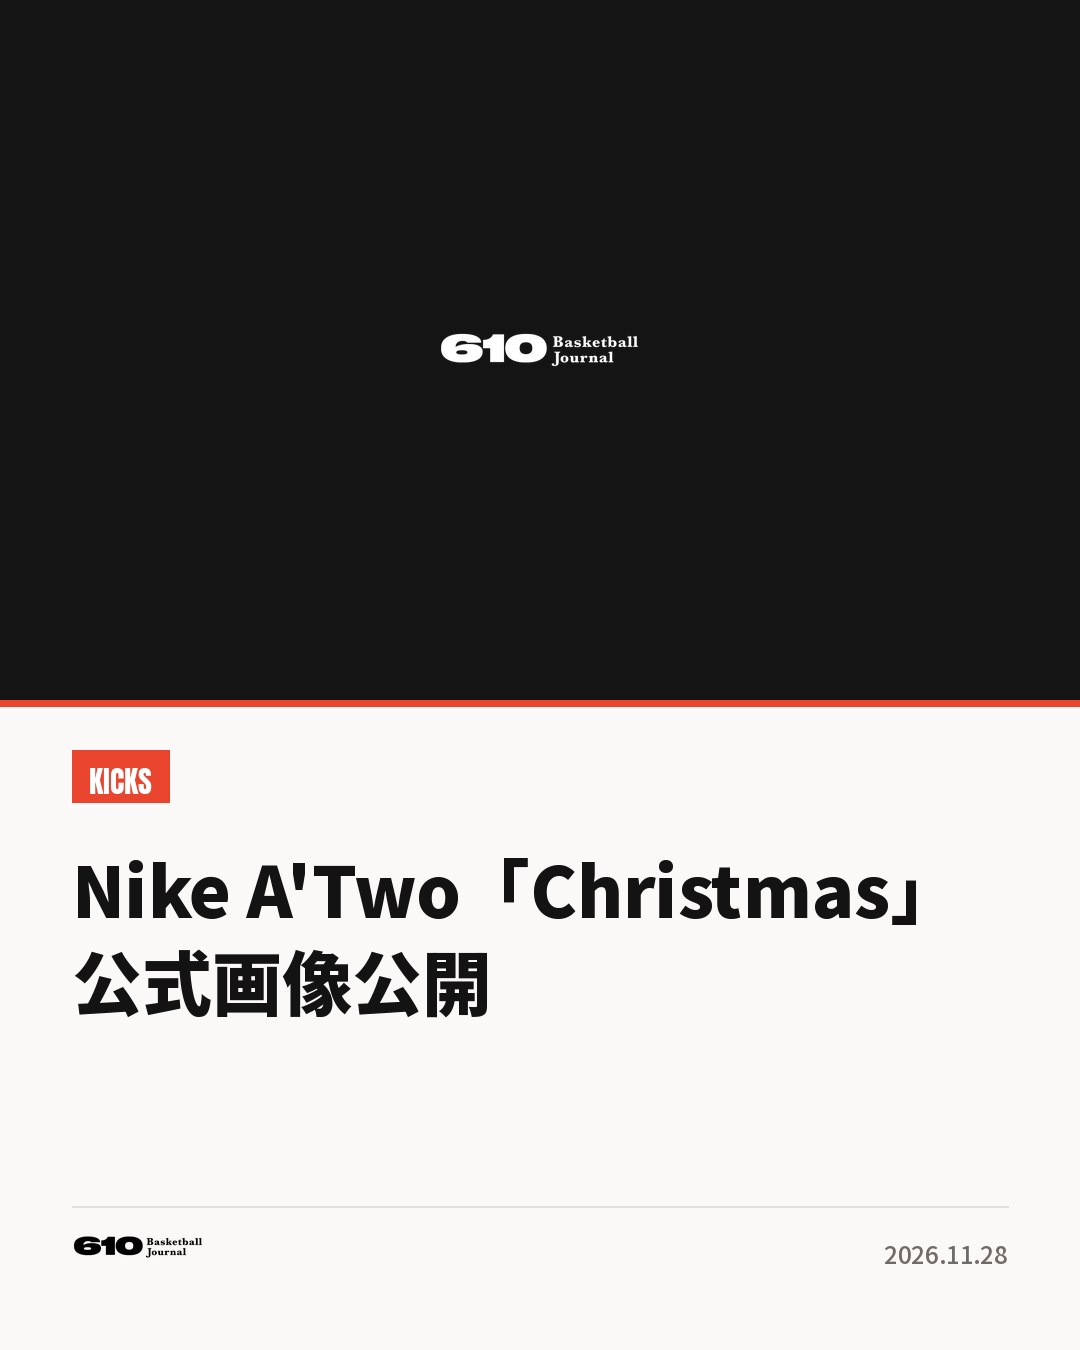 610 Basketball
Journal
KICKS
Nike A'Two「Christmas」
公式画像公開
610 Basketball
Journal
2026.11.28